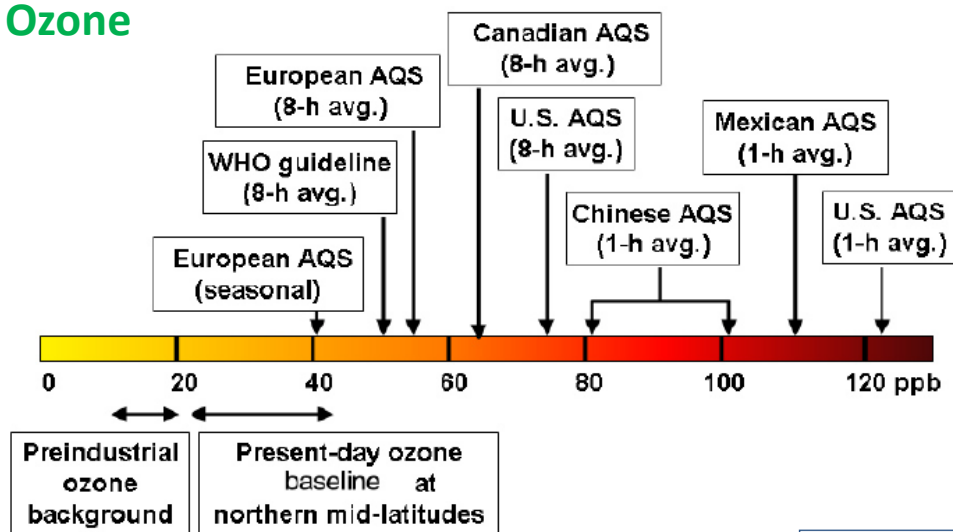 Ozone
Canadian AQS
(8-h avg.)
European AQS
(8-h avg.)
U.S. AQS
(8-h avg.)
Mexican AQS
(1-h avg.)
WHO guideline
(8-h avg.)
Chinese AQS
(1-h avg.)
U.S. AQS
(1-h avg.)
European AQS
(seasonal)
0 20 40 60 80 100 120 ppb
Preindustrial
ozone
background
Present-day ozone
baseline at
northern mid-latitudes